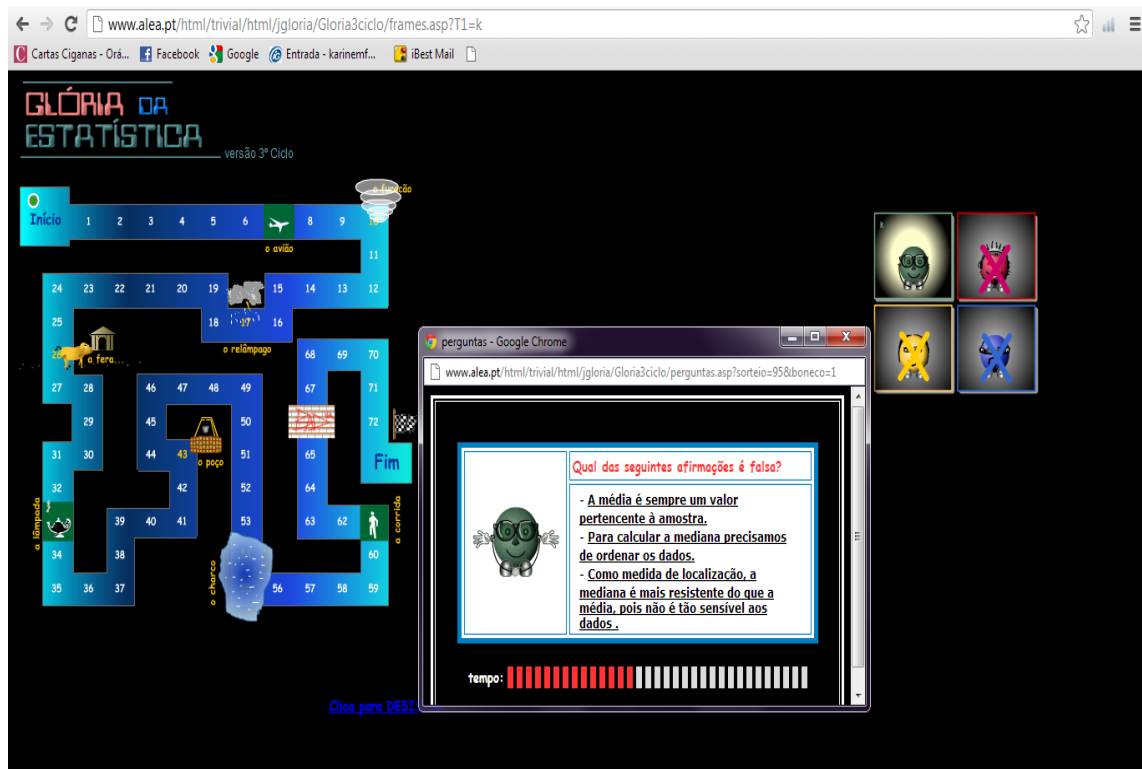 www.alea.pt/html/trivial/html/jgloria/Gloria3ciclo/frames.asp?T1=k
Cartas Ciganas - Orá... Facebook Google Entrada - karinemf... iBest Mail
GLÓRIA DA
ESTATÍSTICA
versão 3º Ciclo
o furacão
Início 1 2 3 4 5 6 8 9 10
o avião
11
24 23 22 21 20 19 15 14 13 12
25 18 17 16
o relâmpago
26 a fera... 68 69 70
27 28 46 47 48 49 67 71
29 45 50 72
31 30 44 43 o poço 51 65 Fim
32 42 52 64
a lâmpada
39 40 41 53 63 62
a corrida
34 38 60
o charco
35 36 37 56 57 58 59
Clica para DESI
K
perguntas - Google Chrome
www.alea.pt/html/trivial/html/jgloria/Gloria3ciclo/perguntas.asp?sorteio=95&boneco=1
Qual das seguintes afirmações é falsa?
- A média é sempre um valor
pertencente à amostra.
- Para calcular a mediana precisamos
de ordenar os dados.
- Como medida de localização, a
mediana é mais resistente do que a
média, pois não é tão sensível aos
dados .
tempo: